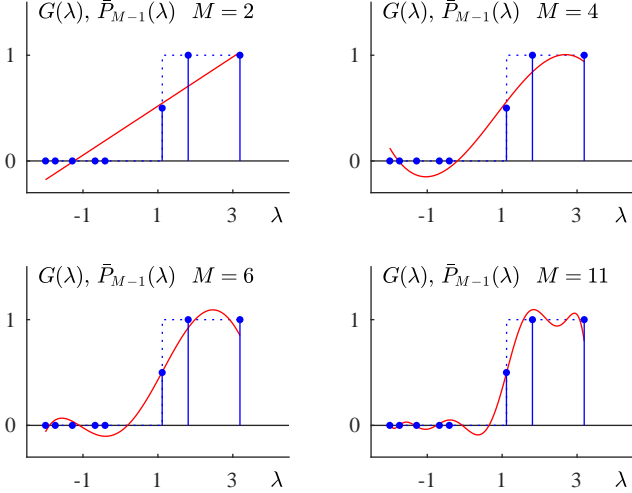 G(λ), P̄_{M−1}(λ) M = 2
1
0
-1 1 3 λ
G(λ), P̄_{M−1}(λ) M = 4
1
0
-1 1 3 λ
G(λ), P̄_{M−1}(λ) M = 6
1
0
-1 1 3 λ
G(λ), P̄_{M−1}(λ) M = 11
1
0
-1 1 3 λ